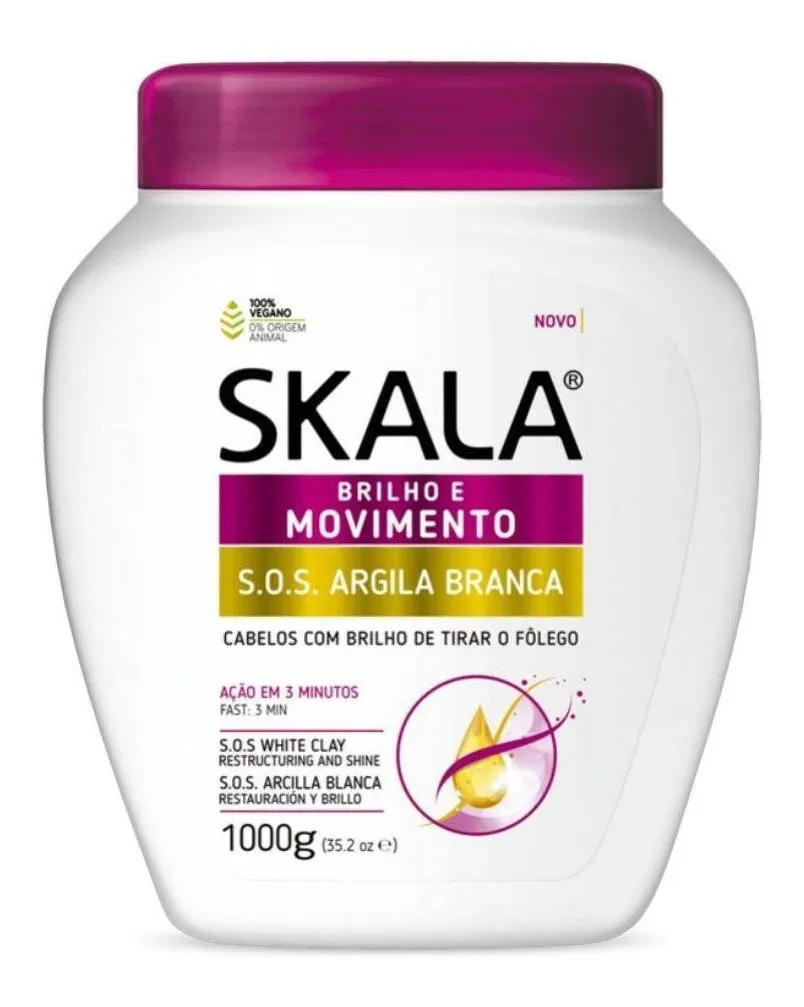 100%
VEGANO
0% ORIGEM
ANIMAL
NOVO
SKALA®
BRILHO E
MOVIMENTO
S.O.S. ARGILA BRANCA
CABELOS COM BRILHO DE TIRAR O FÔLEGO
AÇÃO EM 3 MINUTOS
FAST: 3 MIN
S.O.S WHITE CLAY
RESTRUCTURING AND SHINE
S.O.S. ARCILLA BLANCA
RESTAURACIÓN Y BRILLO
1000g (35.2 oz ℮)